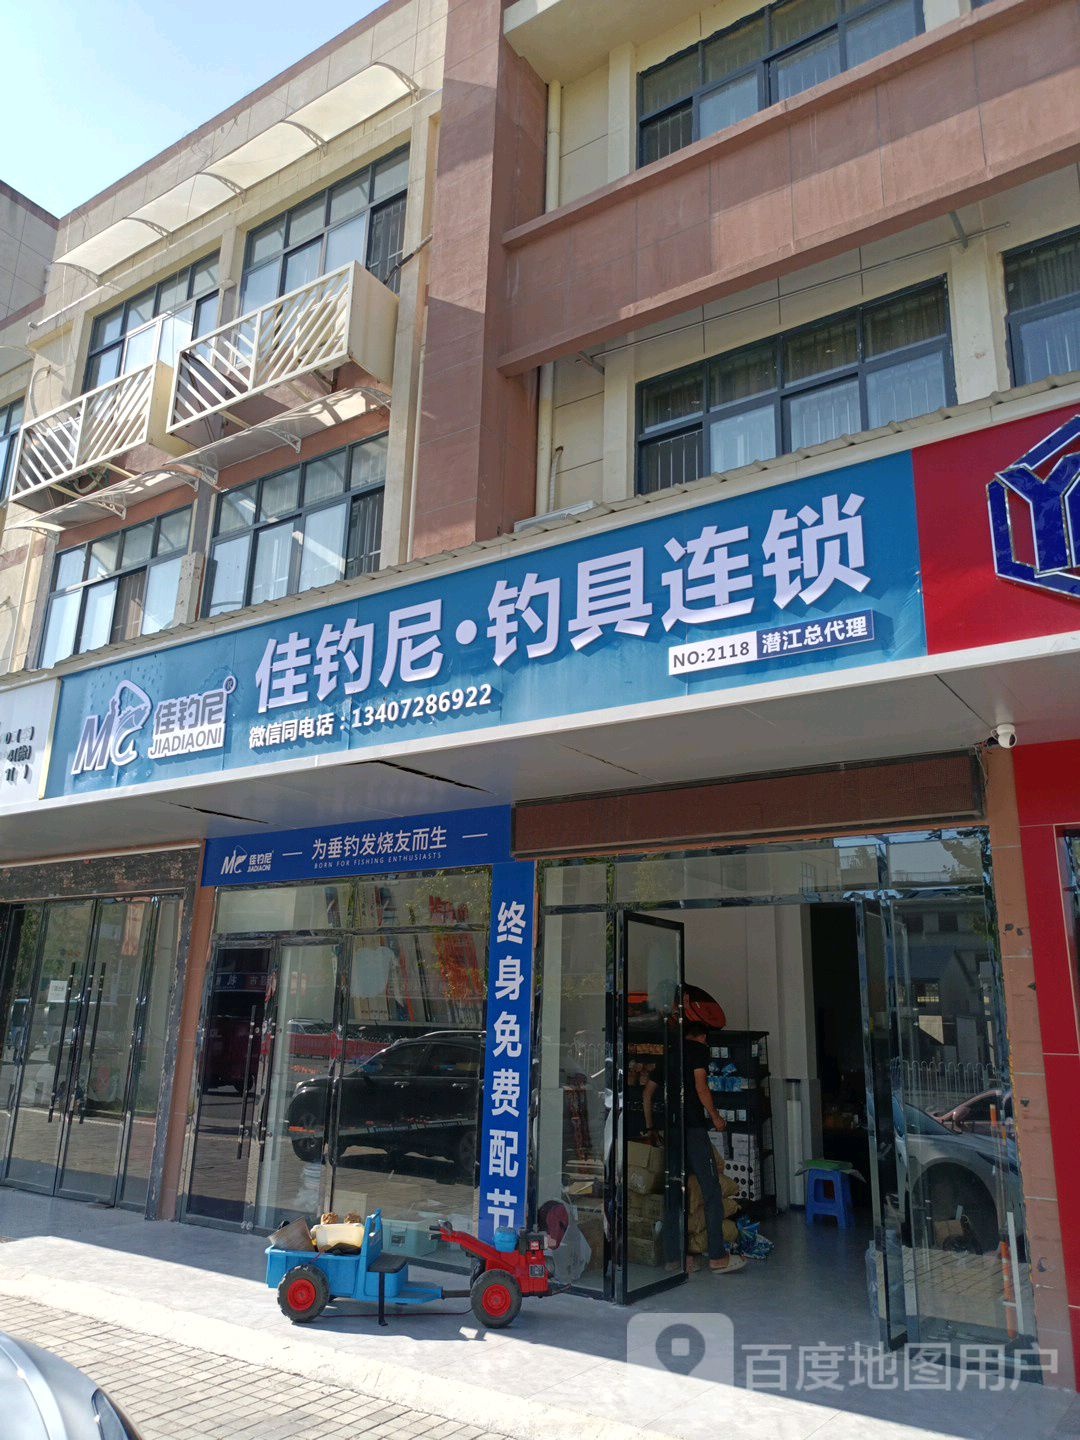 佳钓尼·钓具连锁
MC 佳钓尼®
JIADIAONI
微信同电话：13407286922
NO:2118 潜江总代理
MC 佳钓尼 JIADIAONI
— 为垂钓发烧友而生 —
BORN FOR FISHING ENTHUSIASTS
终身免费配节
百度地图用户